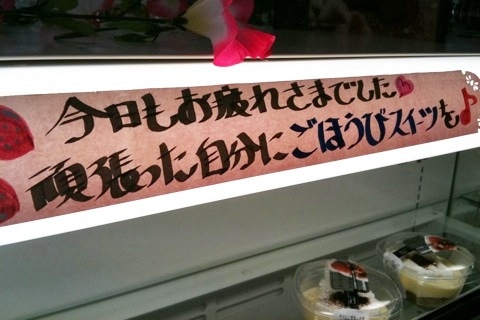 今日もお疲れさまでした
頑張った自分にごほうびスイーツを♪